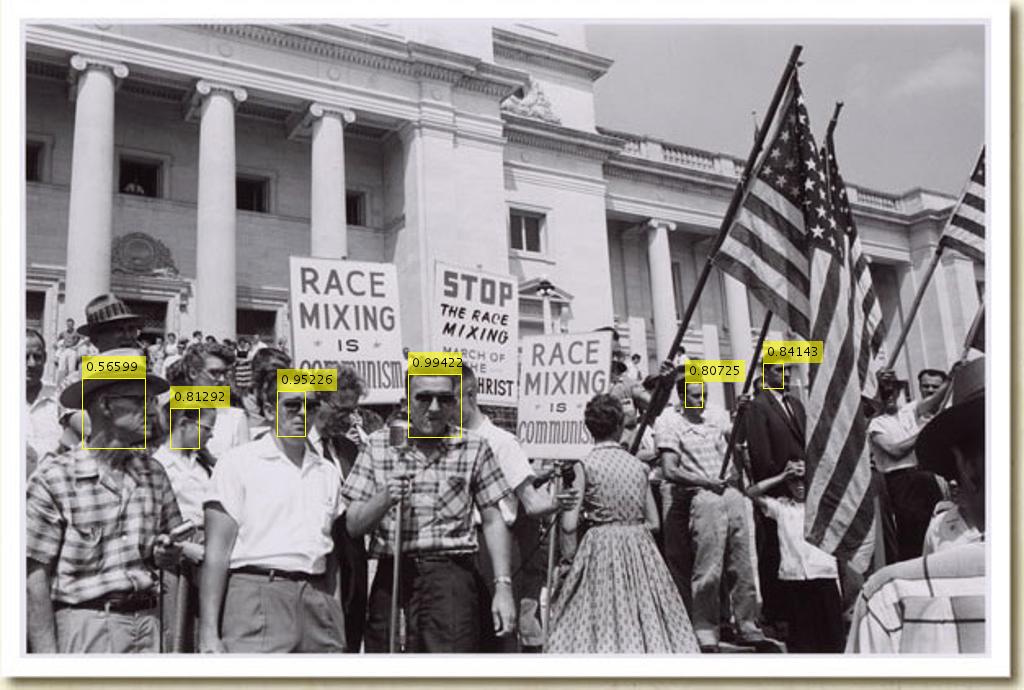 RACE
MIXING
IS
communism
STOP
THE RACE
MIXING
MARCH OF
THE
CHRIST
RACE
MIXING
IS
communism
0.56599
0.81292
0.95226
0.99422
0.80725
0.84143